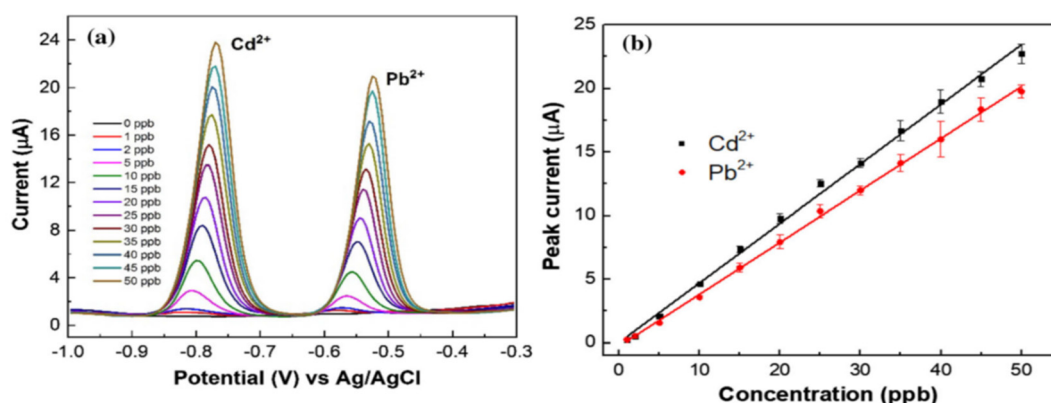 (a)
Cd²⁺
Pb²⁺
0 ppb
1 ppb
2 ppb
5 ppb
10 ppb
15 ppb
20 ppb
25 ppb
30 ppb
35 ppb
40 ppb
45 ppb
50 ppb
Current (µA)
24
20
16
12
8
4
0
-1.0 -0.9 -0.8 -0.7 -0.6 -0.5 -0.4 -0.3
Potential (V) vs Ag/AgCl
(b)
Cd²⁺
Pb²⁺
Peak current (µA)
25
20
15
10
5
0
0 10 20 30 40 50
Concentration (ppb)